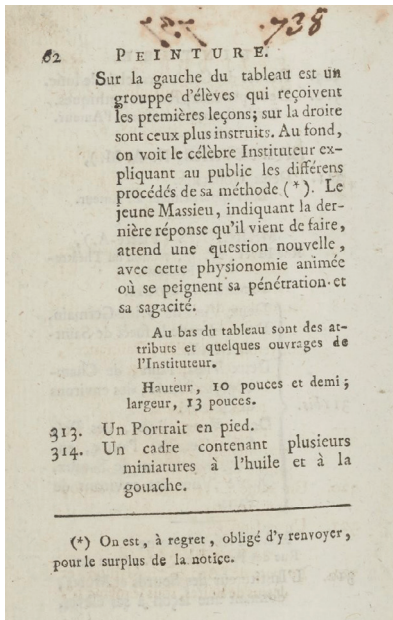 738
62 PEINTURE.
Sur la gauche du tableau est un
grouppe d'élèves qui reçoivent
les premières leçons; sur la droite
sont ceux plus instruits. Au fond,
on voit le célèbre Instituteur ex-
pliquant au public les différens
procédés de sa méthode (*). Le
jeune Massieu, indiquant la der-
nière réponse qu'il vient de faire,
attend une question nouvelle,
avec cette physionomie animée
où se peignent sa pénétration et
sa sagacité.
Au bas du tableau sont des at-
tributs et quelques ouvrages de
l'Instituteur.
Hauteur, 10 pouces et demi;
largeur, 13 pouces.
313. Un Portrait en pied.
314. Un cadre contenant plusieurs
miniatures à l'huile et à la
gouache.
(*) On est, à regret, obligé d'y renvoyer,
pour le surplus de la notice.